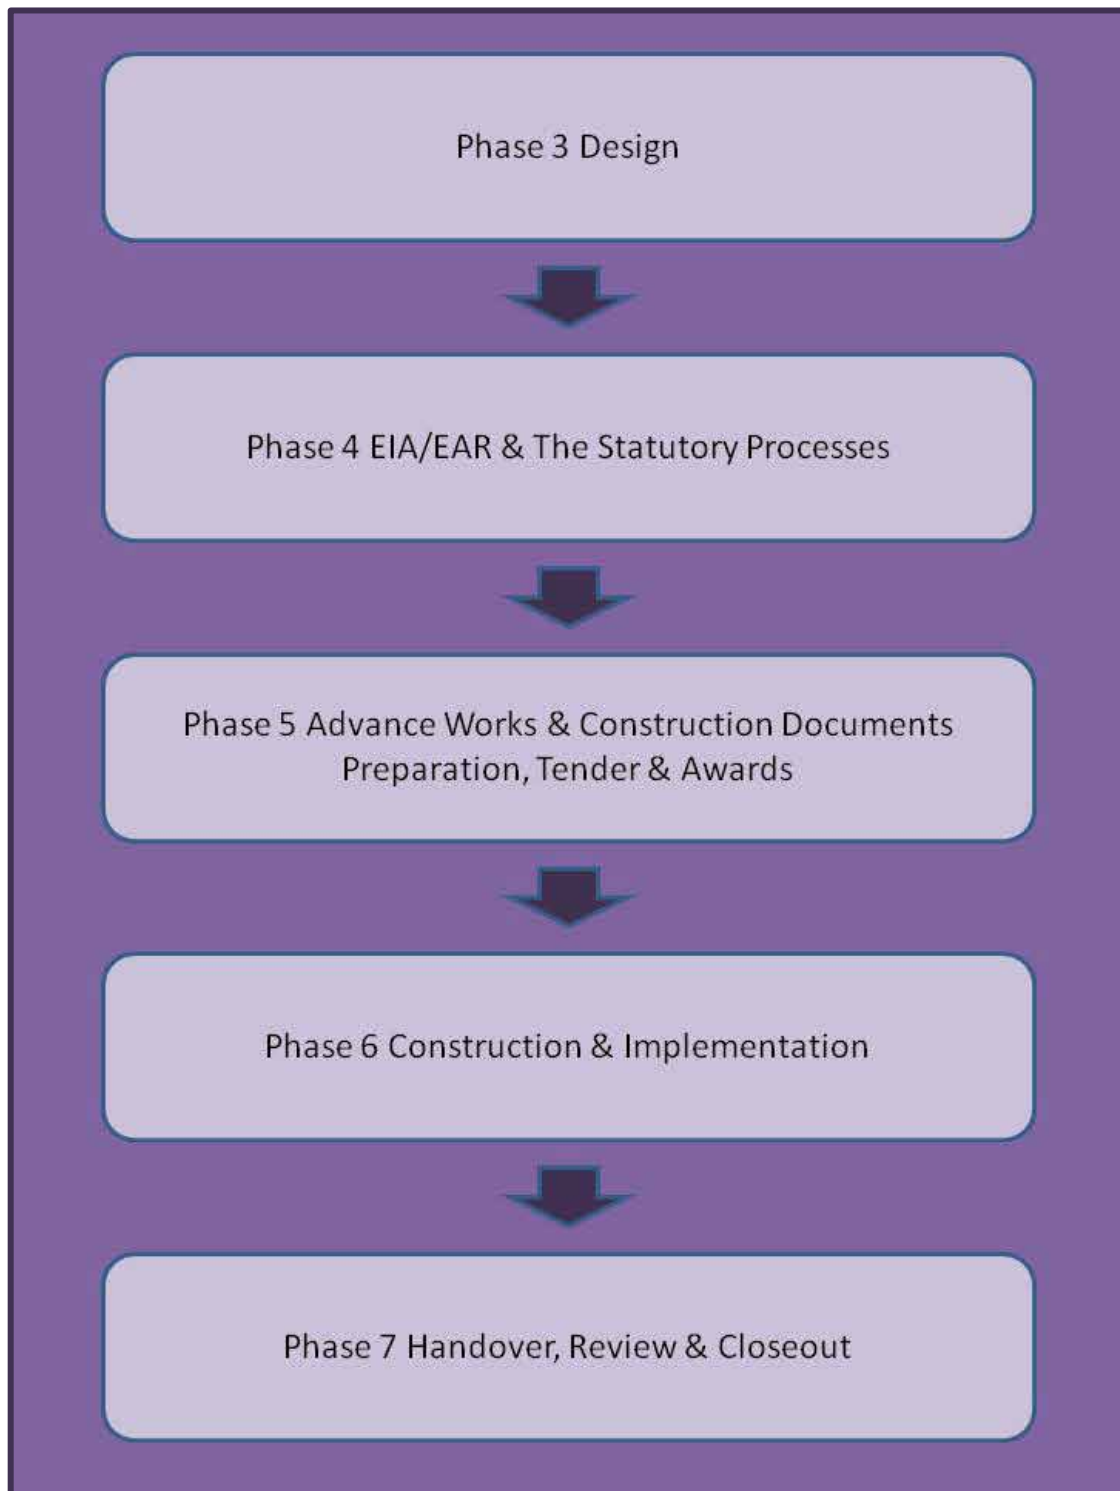 Phase 3 Design
Phase 4 EIA/EAR & The Statutory Processes
Phase 5 Advance Works & Construction Documents
Preparation, Tender & Awards
Phase 6 Construction & Implementation
Phase 7 Handover, Review & Closeout